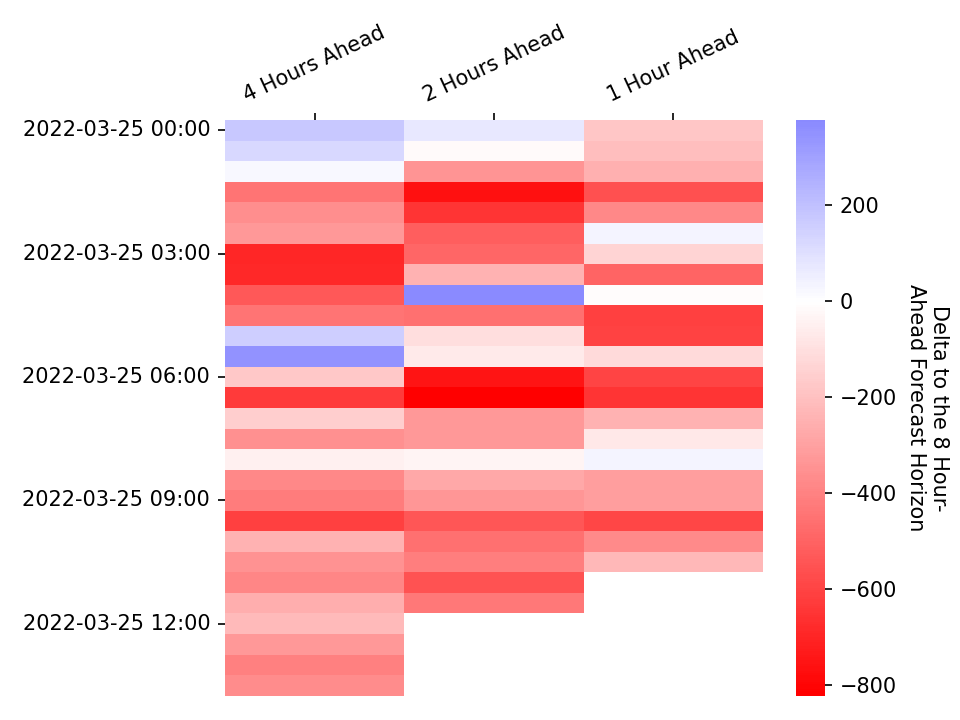 4 Hours Ahead
2 Hours Ahead
1 Hour Ahead
2022-03-25 00:00
2022-03-25 03:00
2022-03-25 06:00
2022-03-25 09:00
2022-03-25 12:00
200
0
−200
−400
−600
−800
Delta to the 8 Hour-
Ahead Forecast Horizon